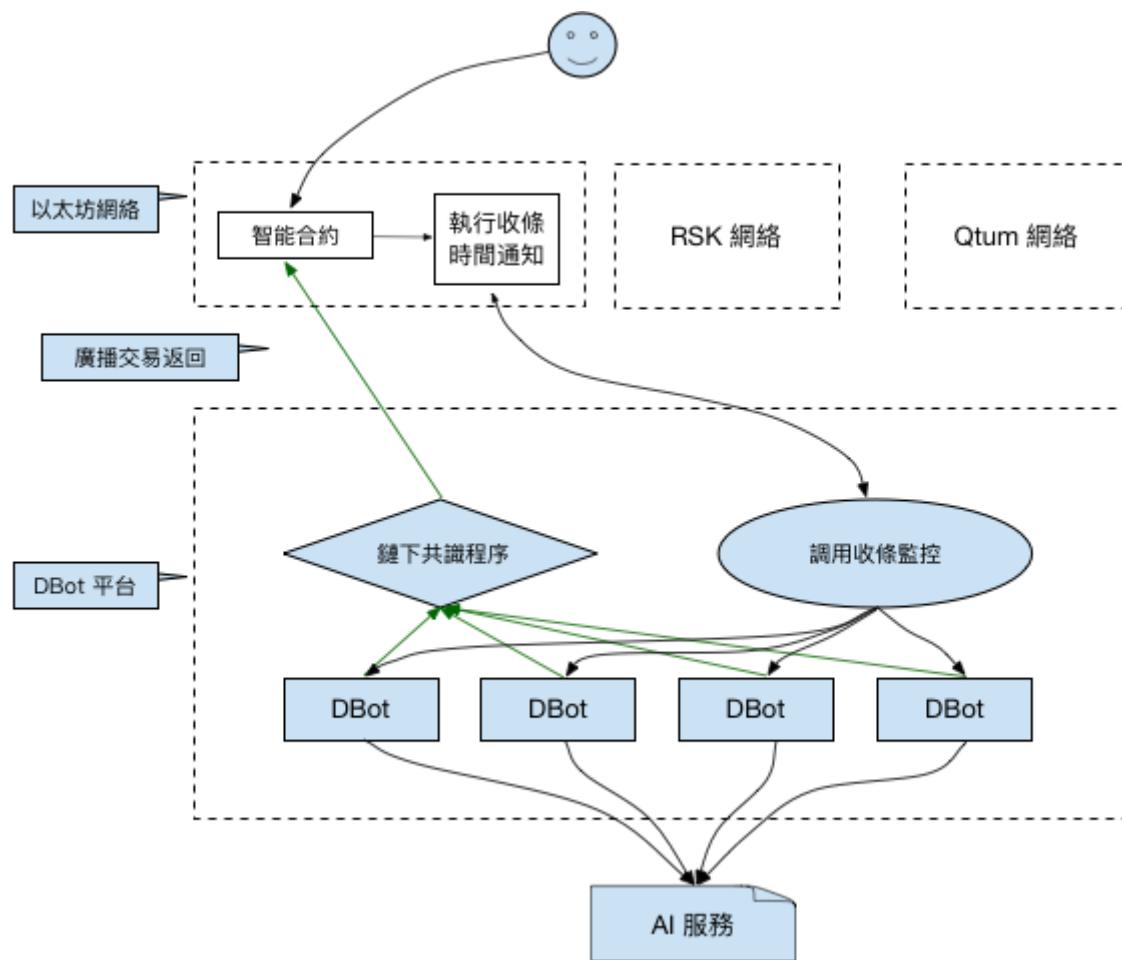 以太坊網絡
智能合約
執行收條
時間通知
RSK 網絡
Qtum 網絡
廣播交易返回
DBot 平台
鏈下共識程序
調用收條監控
DBot
DBot
DBot
DBot
AI 服務